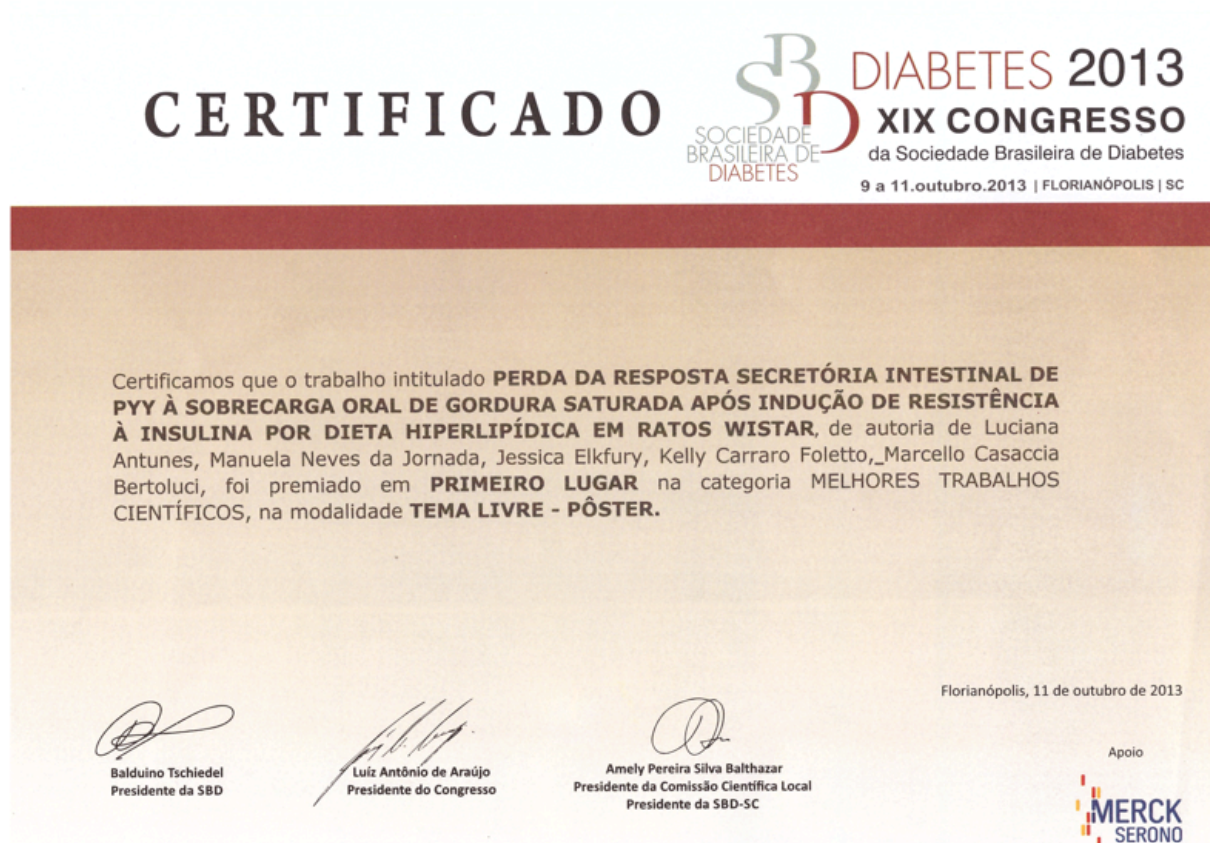 CERTIFICADO
SBD
SOCIEDADE
BRASILEIRA DE
DIABETES
DIABETES 2013
XIX CONGRESSO
da Sociedade Brasileira de Diabetes
9 a 11.outubro.2013 | FLORIANÓPOLIS | SC
Certificamos que o trabalho intitulado PERDA DA RESPOSTA SECRETÓRIA INTESTINAL DE
PYY À SOBRECARGA ORAL DE GORDURA SATURADA APÓS INDUÇÃO DE RESISTÊNCIA
À INSULINA POR DIETA HIPERLIPÍDICA EM RATOS WISTAR, de autoria de Luciana
Antunes, Manuela Neves da Jornada, Jessica Elkfury, Kelly Carraro Foletto,_Marcello Casaccia
Bertoluci, foi premiado em PRIMEIRO LUGAR na categoria MELHORES TRABALHOS
CIENTÍFICOS, na modalidade TEMA LIVRE - PÔSTER.
Florianópolis, 11 de outubro de 2013
Balduino Tschiedel
Presidente da SBD
Luíz Antônio de Araújo
Presidente do Congresso
Amely Pereira Silva Balthazar
Presidente da Comissão Científica Local
Presidente da SBD-SC
Apoio
MERCK
SERONO